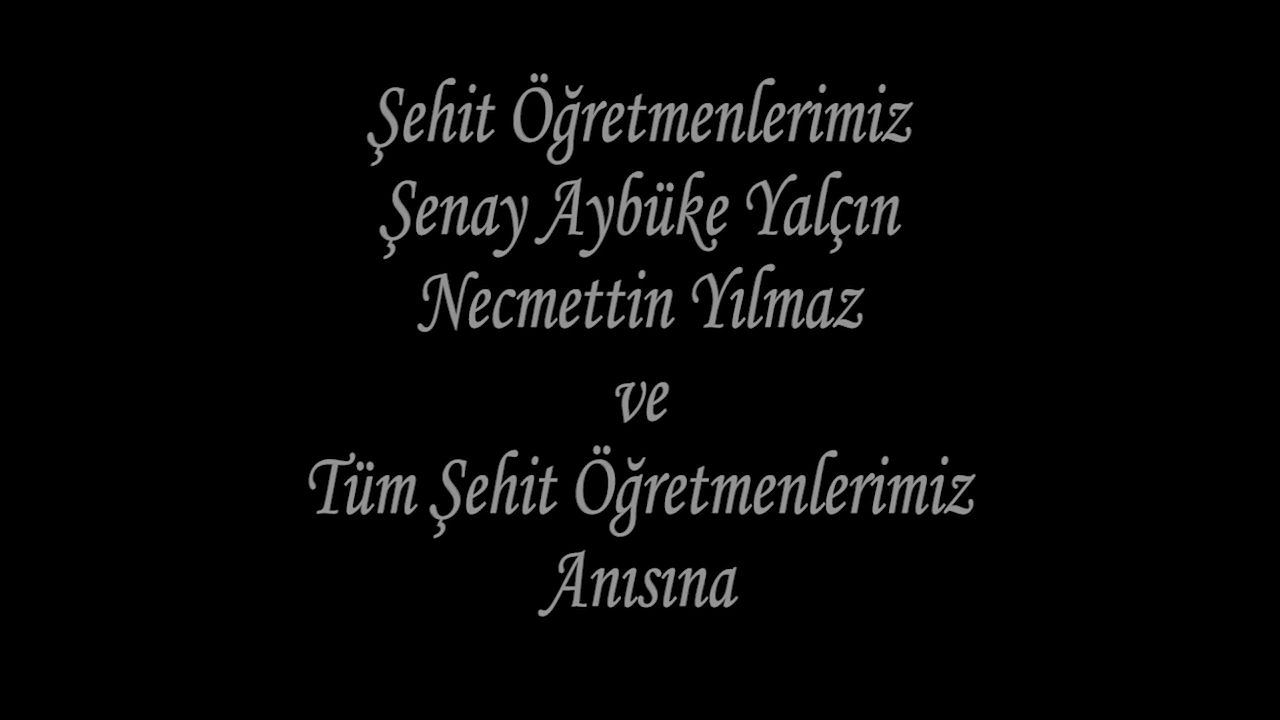 Şehit Öğretmenlerimiz
Şenay Aybüke Yalçın
Necmettin Yılmaz
ve
Tüm Şehit Öğretmenlerimiz
Anısına